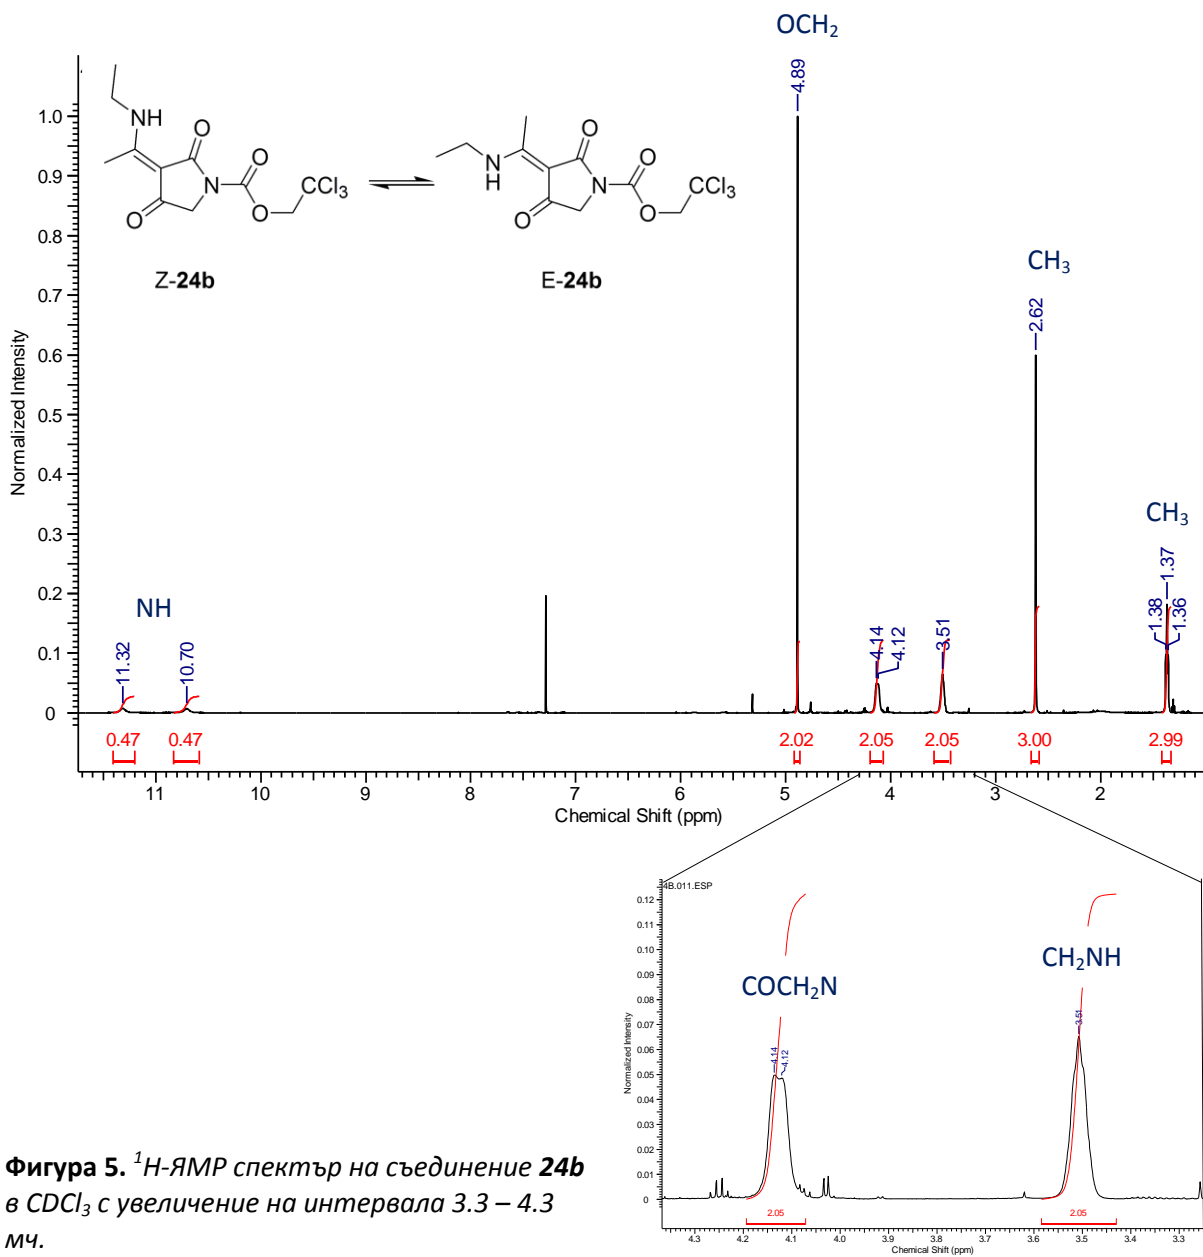 OCH2
4.89
NH
O
O
N
O
O
CCl3
Z-24b
N
H
O
O
N
O
O
CCl3
E-24b
CH3
2.62
CH3
1.38
1.37
1.36
NH
11.32
10.70
4.14
4.12
3.51
1.0
0.9
0.8
0.7
0.6
0.5
0.4
0.3
0.2
0.1
0
Normalized Intensity
0.47 0.47 2.02 2.05 2.05 3.00 2.99
11 10 9 8 7 6 5 4 3 2
Chemical Shift (ppm)
4B.011.ESP
0.12
0.11
0.10
0.09
0.08
0.07
0.06
0.05
0.04
0.03
0.02
0.01
0
Normalized Intensity
COCH2N
CH2NH
4.14
4.12
3.51
2.05 2.05
4.3 4.2 4.1 4.0 3.9 3.8 3.7 3.6 3.5 3.4 3.3
Chemical Shift (ppm)
Фигура 5. 1H-ЯМР спектър на съединение 24b
в CDCl3 с увеличение на интервала 3.3 – 4.3
мч.